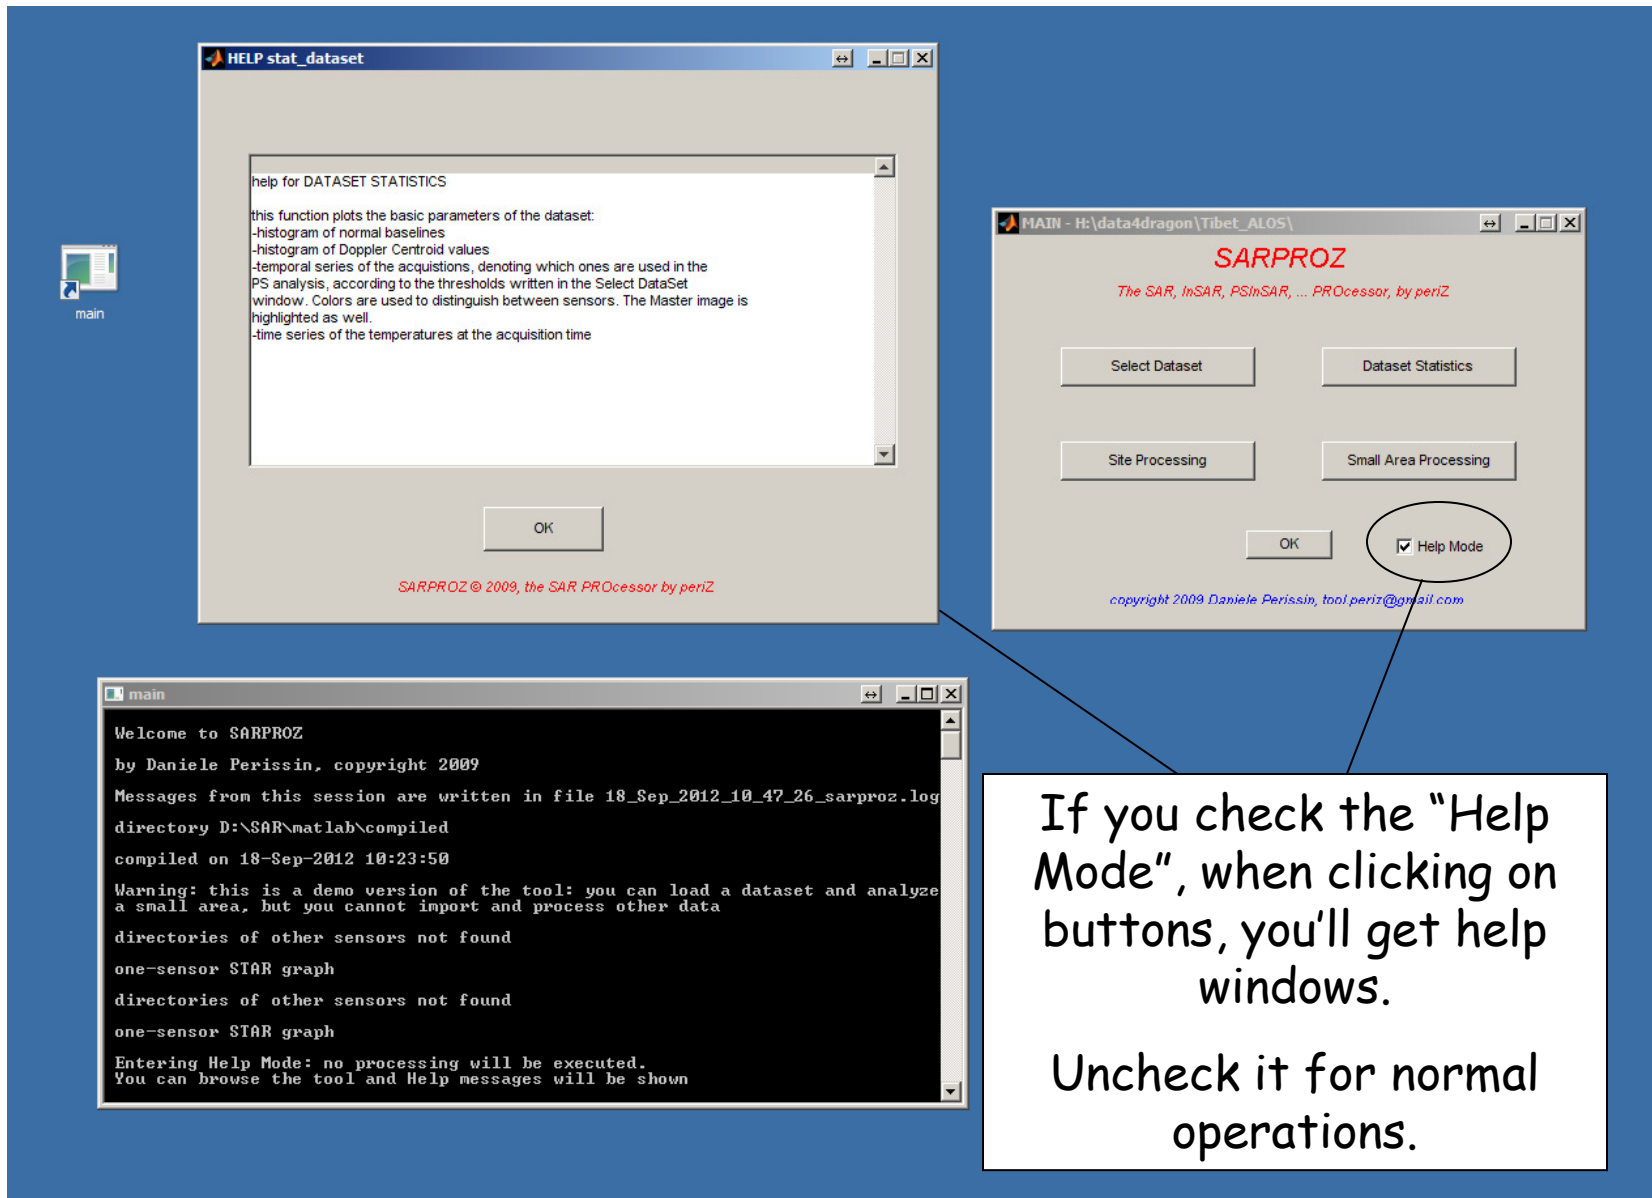 HELP stat_dataset
help for DATASET STATISTICS
this function plots the basic parameters of the dataset:
-histogram of normal baselines
-histogram of Doppler Centroid values
-temporal series of the acquistions, denoting which ones are used in the
PS analysis, according to the thresholds written in the Select DataSet
window. Colors are used to distinguish between sensors. The Master image is
highlighted as well.
-time series of the temperatures at the acquisition time
OK
SARPROZ © 2009, the SAR PROcessor by periZ
main
MAIN - H:\data4dragon\Tibet_ALOS\
SARPROZ
The SAR, InSAR, PSInSAR, ... PROcessor, by periZ
Select Dataset
Dataset Statistics
Site Processing
Small Area Processing
OK
Help Mode
copyright 2009 Daniele Perissin, tool.periz@gmail.com
main
Welcome to SARPROZ
by Daniele Perissin, copyright 2009
Messages from this session are written in file 18_Sep_2012_10_47_26_sarproz.log
directory D:\SAR\matlab\compiled
compiled on 18-Sep-2012 10:23:50
Warning: this is a demo version of the tool: you can load a dataset and analyze
a small area, but you cannot import and process other data
directories of other sensors not found
one-sensor STAR graph
directories of other sensors not found
one-sensor STAR graph
Entering Help Mode: no processing will be executed.
You can browse the tool and Help messages will be shown
If you check the “Help
Mode”, when clicking on
buttons, you’ll get help
windows.
Uncheck it for normal
operations.